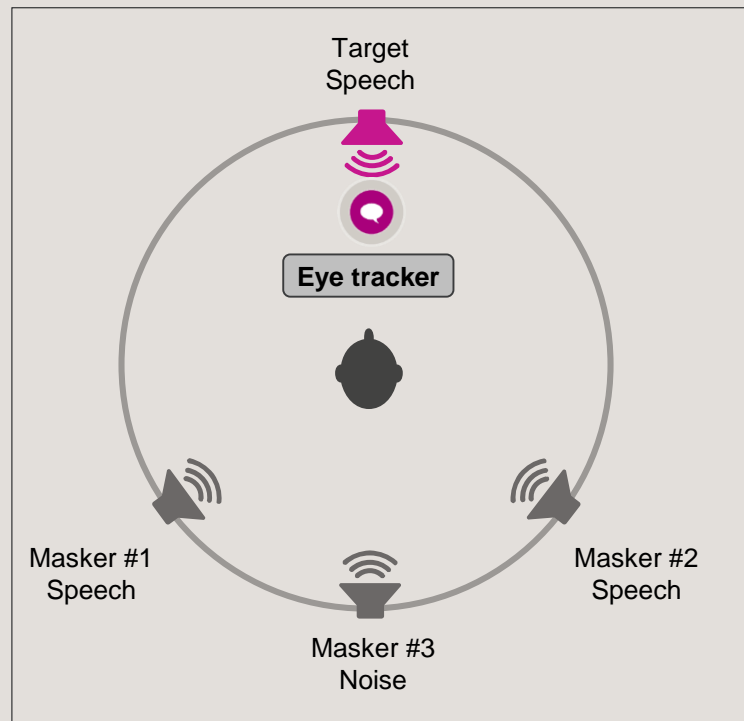 Target
Speech
Eye tracker
Masker #1
Speech
Masker #2
Speech
Masker #3
Noise